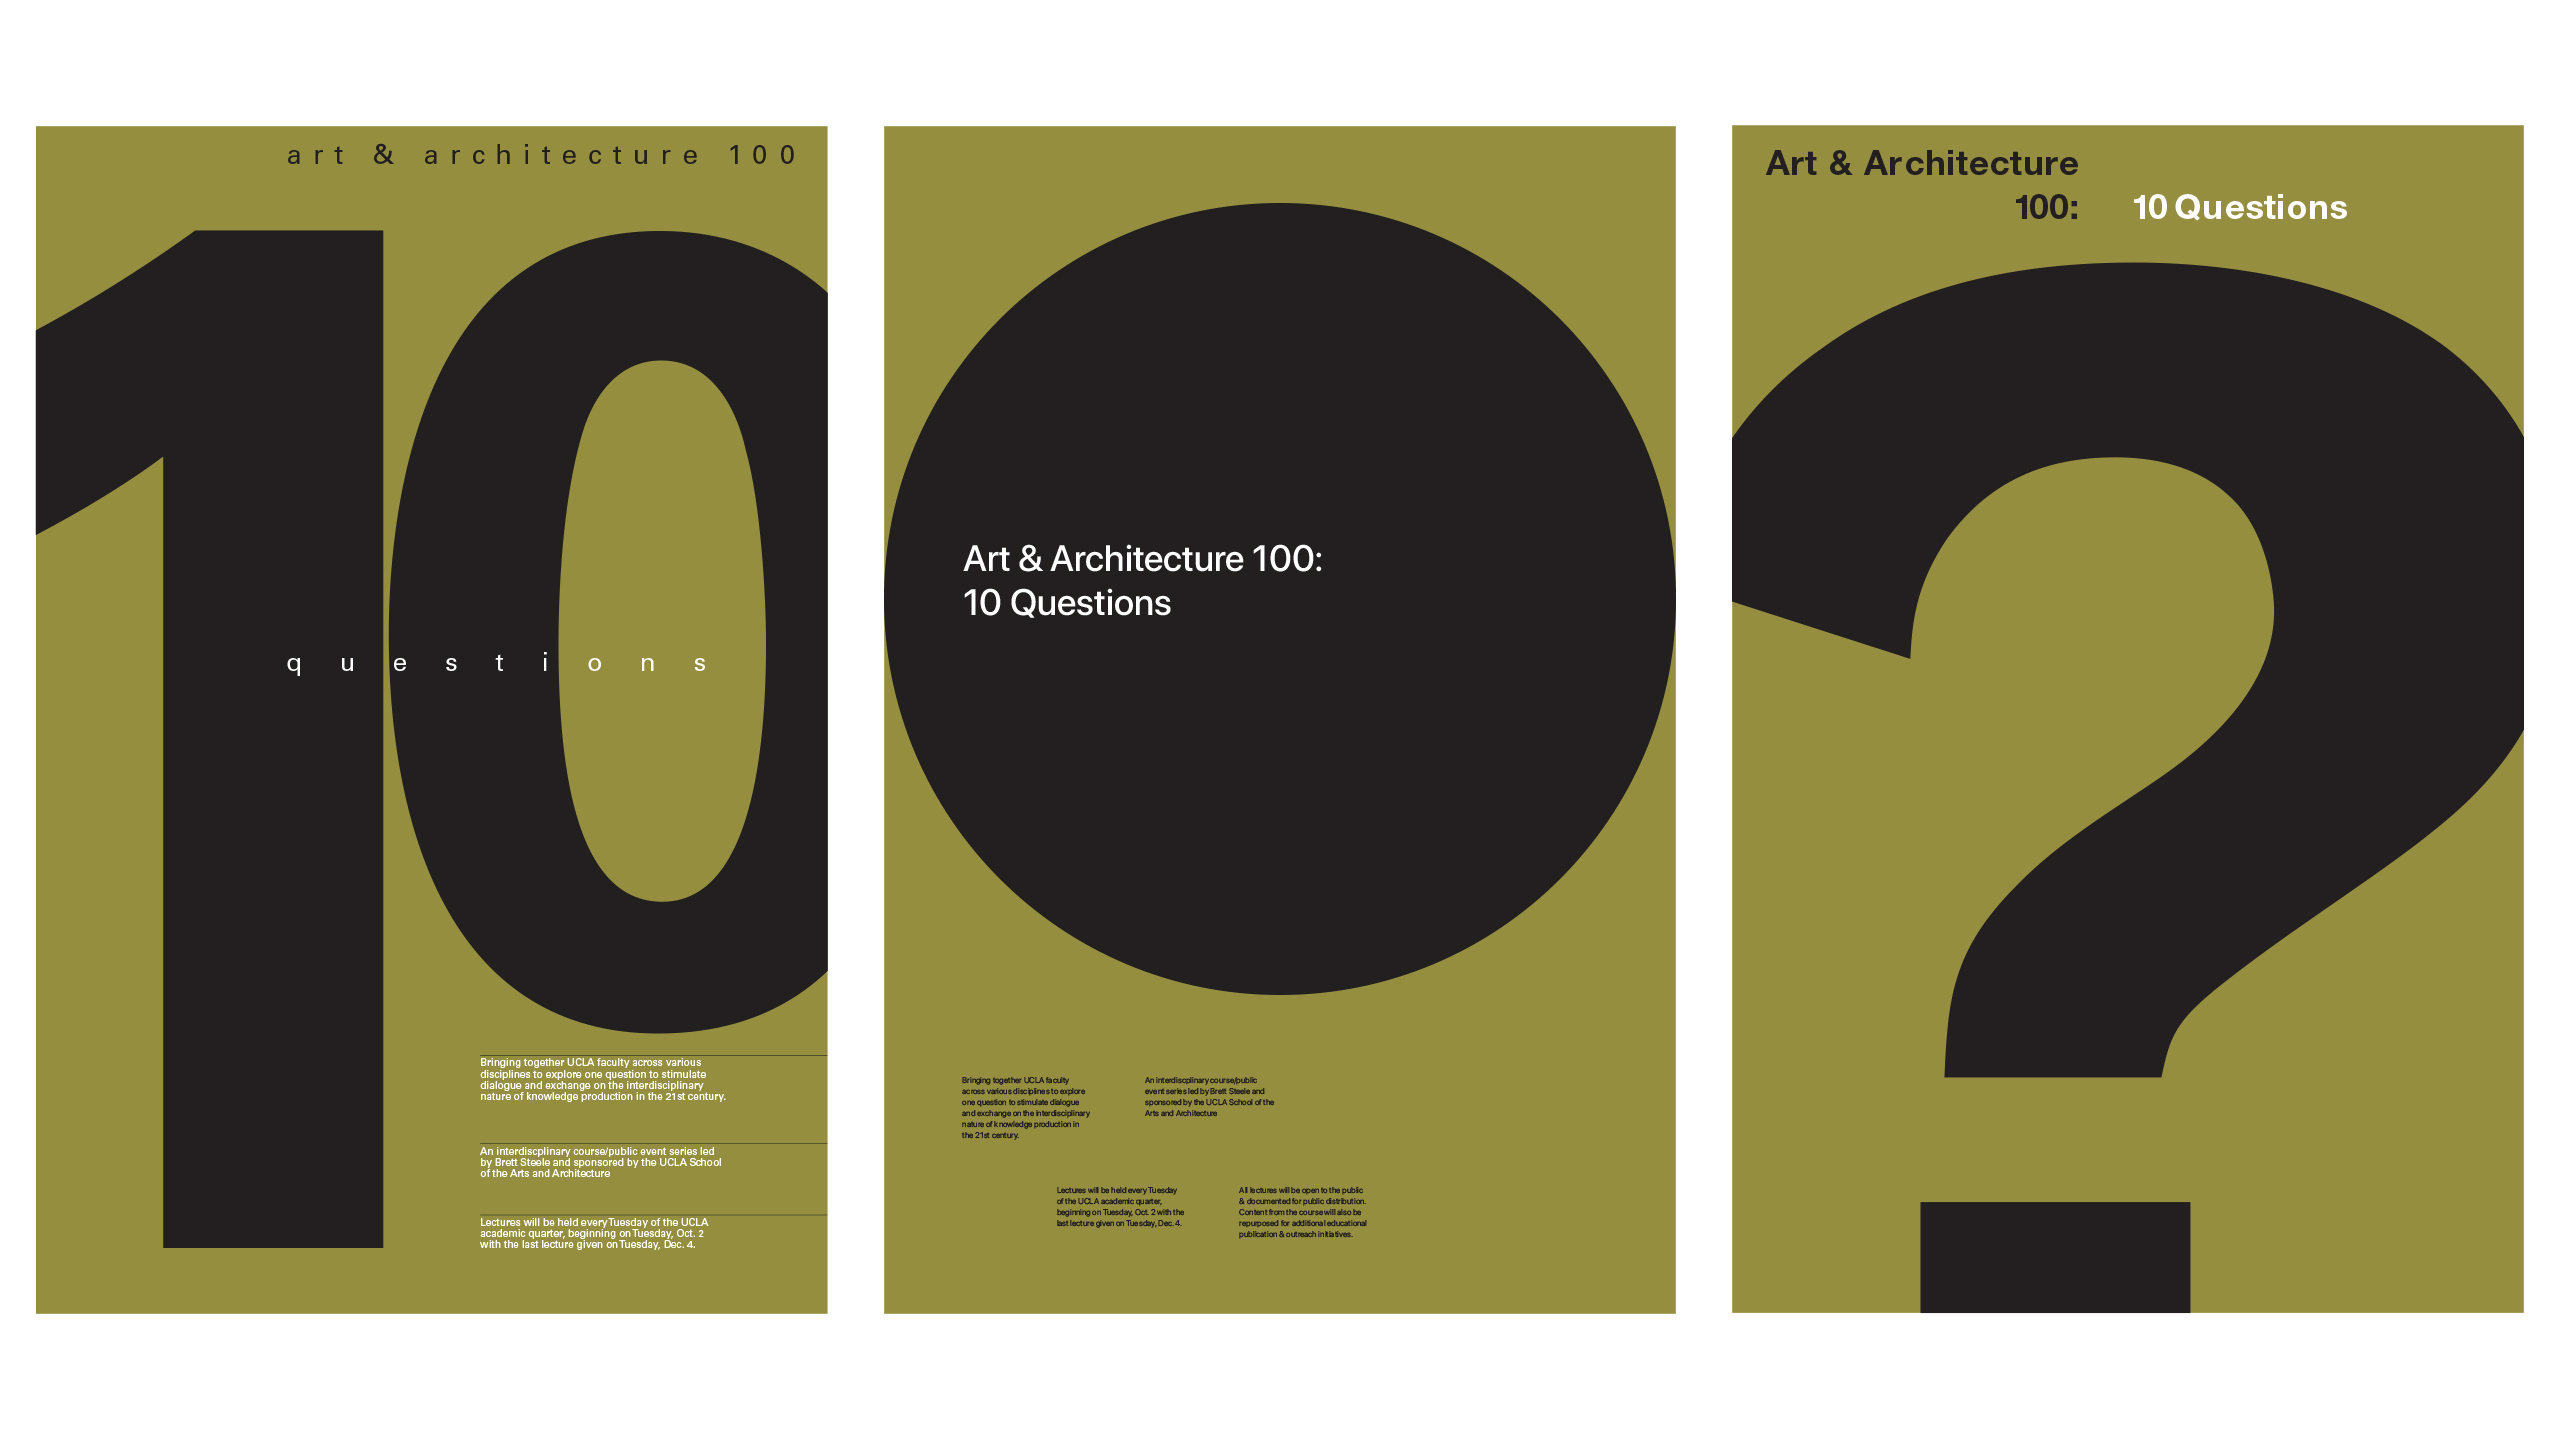 art & architecture 100
10
questions
Bringing together UCLA faculty across various
disciplines to explore one question to stimulate
dialogue and exchange on the interdisciplinary
nature of knowledge production in the 21st century.
An interdiscplinary course/public event series led
by Brett Steele and sponsored by the UCLA School
of the Arts and Architecture
Lectures will be held every Tuesday of the UCLA
academic quarter, beginning on Tuesday, Oct. 2
with the last lecture given on Tuesday, Dec. 4.
Art & Architecture 100:
10 Questions
Bringing together UCLA faculty
across various disciplines to explore
one question to stimulate dialogue
and exchange on the interdisciplinary
nature of knowledge production in
the 21st century.
An interdiscplinary course/public
event series led by Brett Steele and
sponsored by the UCLA School of the
Arts and Architecture
Lectures will be held every Tuesday
of the UCLA academic quarter,
beginning on Tuesday, Oct. 2 with the
last lecture given on Tuesday, Dec. 4.
All lectures will be open to the public
& documented for public distribution.
Content from the course will also be
repurposed for additional educational
publication & outreach initiatives.
Art & Architecture
100: 10 Questions
?